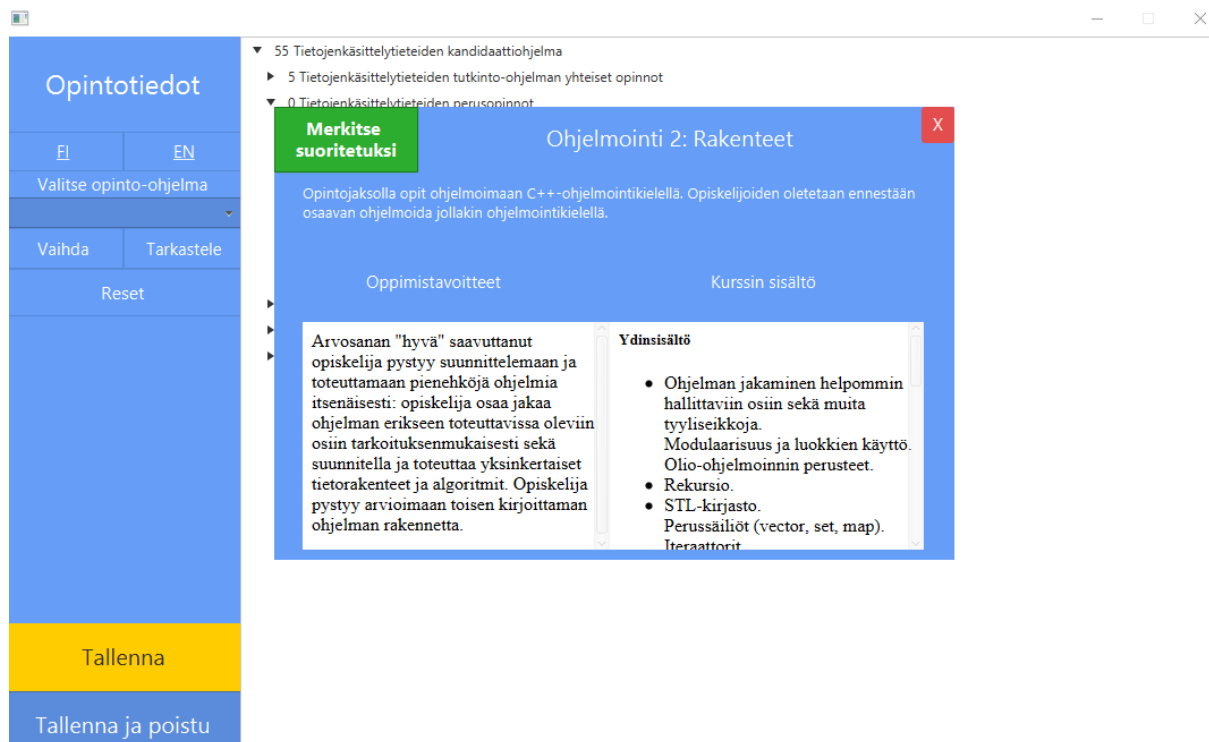 Opintotiedot
FI
EN
Valitse opinto-ohjelma
Vaihda
Tarkastele
Reset
Tallenna
Tallenna ja poistu
55 Tietojenkäsittelytieteiden kandidaattiohjelma
5 Tietojenkäsittelytieteiden tutkinto-ohjelman yhteiset opinnot
0 Tietojenkäsittelytieteiden perusopinnot
Merkitse
suoritetuksi
Ohjelmointi 2: Rakenteet
X
Opintojaksolla opit ohjelmoimaan C++-ohjelmointikielellä. Opiskelijoiden oletetaan ennestään
osaavan ohjelmoida jollakin ohjelmointikielellä.
Oppimistavoitteet
Arvosanan "hyvä" saavuttanut
opiskelija pystyy suunnittelemaan ja
toteuttamaan pienehköjä ohjelmia
itsenäisesti: opiskelija osaa jakaa
ohjelman erikseen toteuttavissa oleviin
osiin tarkoituksenmukaisesti sekä
suunnitella ja toteuttaa yksinkertaiset
tietorakenteet ja algoritmit. Opiskelija
pystyy arvioimaan toisen kirjoittaman
ohjelman rakennetta.
Kurssin sisältö
Ydinsisältö
• Ohjelman jakaminen helpommin
hallittaviin osiin sekä muita
tyyliseikkoja.
Modulaarisuus ja luokkien käyttö.
Olio-ohjelmoinnin perusteet.
• Rekursio.
• STL-kirjasto.
Perussäiliöt (vector, set, map).
Iteraattorit